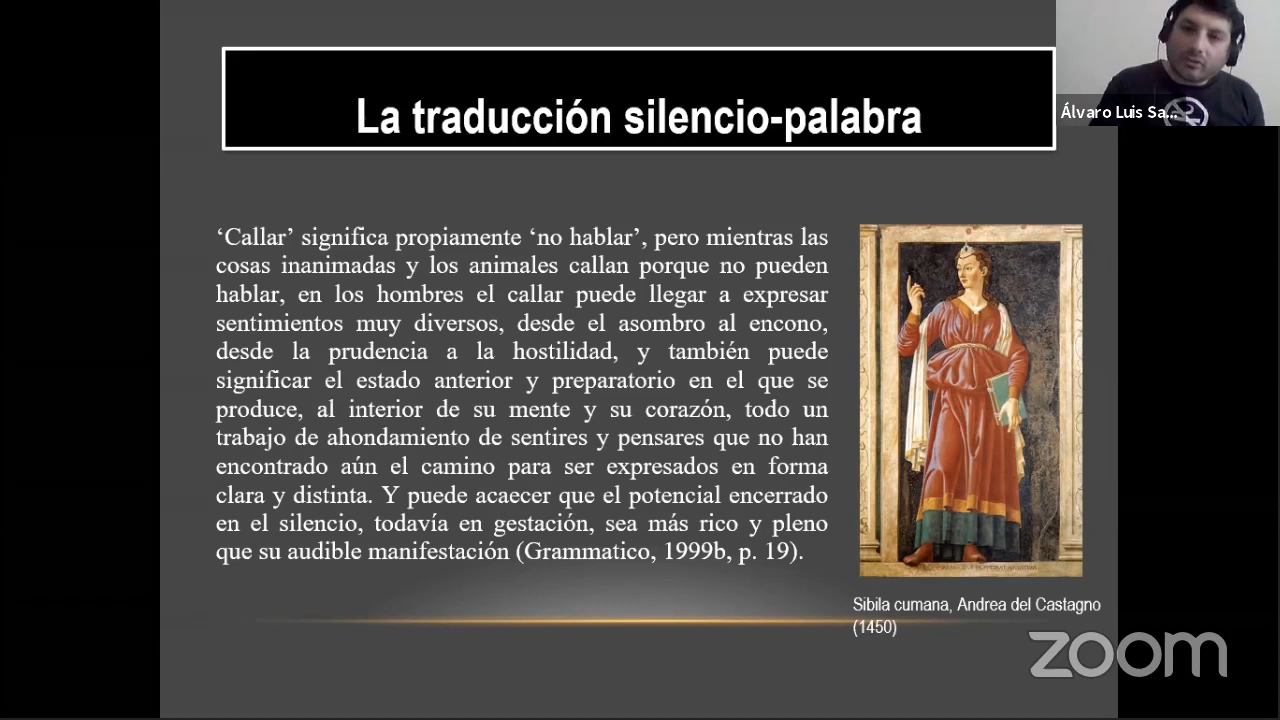 La traducción silencio-palabra
Álvaro Luis Sa...
‘Callar’ significa propiamente ‘no hablar’, pero mientras las
cosas inanimadas y los animales callan porque no pueden
hablar, en los hombres el callar puede llegar a expresar
sentimientos muy diversos, desde el asombro al encono,
desde la prudencia a la hostilidad, y también puede
significar el estado anterior y preparatorio en el que se
produce, al interior de su mente y su corazón, todo un
trabajo de ahondamiento de sentires y pensares que no han
encontrado aún el camino para ser expresados en forma
clara y distinta. Y puede acaecer que el potencial encerrado
en el silencio, todavía en gestación, sea más rico y pleno
que su audible manifestación (Grammatico, 1999b, p. 19).
Sibila cumana, Andrea del Castagno
(1450)
zoom